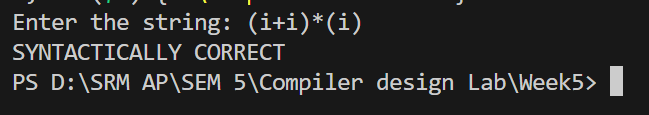 Enter the string: (i+i)*(i)
SYNTACTICALLY CORRECT
PS D:\SRM AP\SEM 5\Compiler design Lab\Week5>